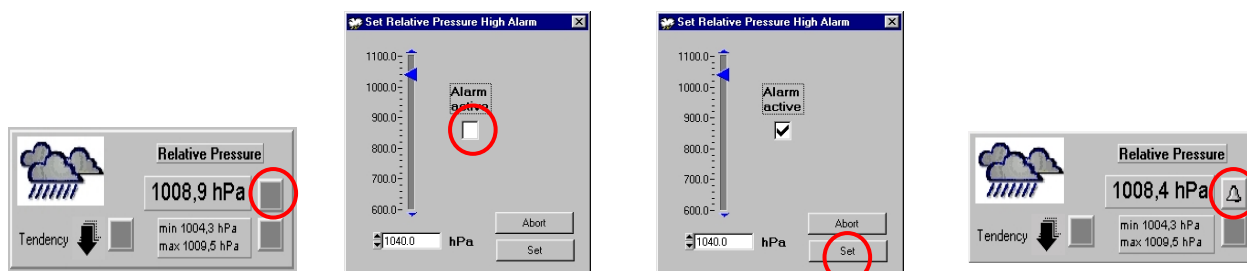 Relative Pressure
1008,9 hPa
Tendency
min 1004,3 hPa
max 1009,5 hPa
Set Relative Pressure High Alarm
1100.0
1000.0
900.0
800.0
700.0
600.0
Alarm
active
1040.0 hPa
Abort
Set
Set Relative Pressure High Alarm
1100.0
1000.0
900.0
800.0
700.0
600.0
Alarm
active
1040.0 hPa
Abort
Set
Relative Pressure
1008,4 hPa
Tendency
min 1004,3 hPa
max 1009,5 hPa